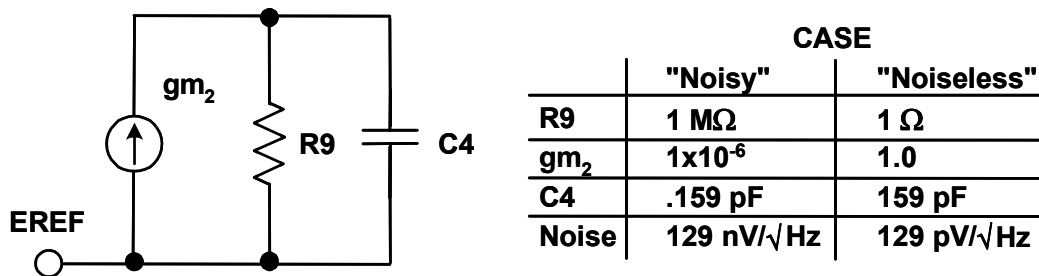 gm₂
R9
C4
EREF
CASE
"Noisy" "Noiseless"
R9 1 MΩ 1 Ω
gm₂ 1x10⁻⁶ 1.0
C4 .159 pF 159 pF
Noise 129 nV/√Hz 129 pV/√Hz